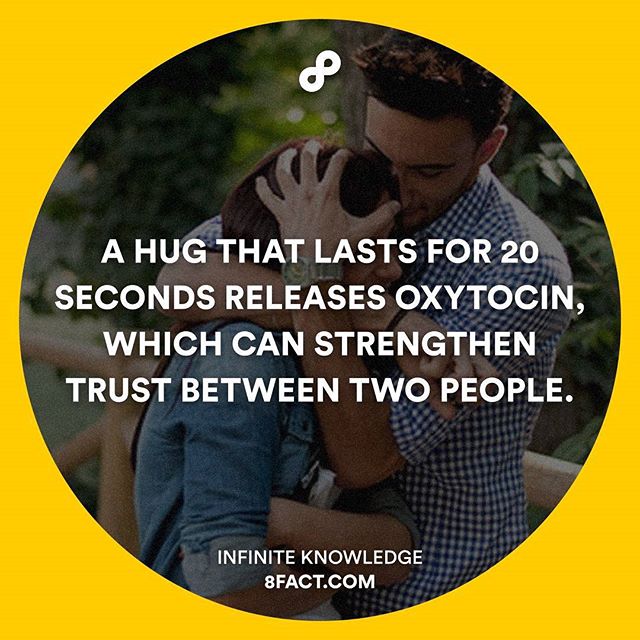 A HUG THAT LASTS FOR 20
SECONDS RELEASES OXYTOCIN,
WHICH CAN STRENGTHEN
TRUST BETWEEN TWO PEOPLE.
INFINITE KNOWLEDGE
8FACT.COM